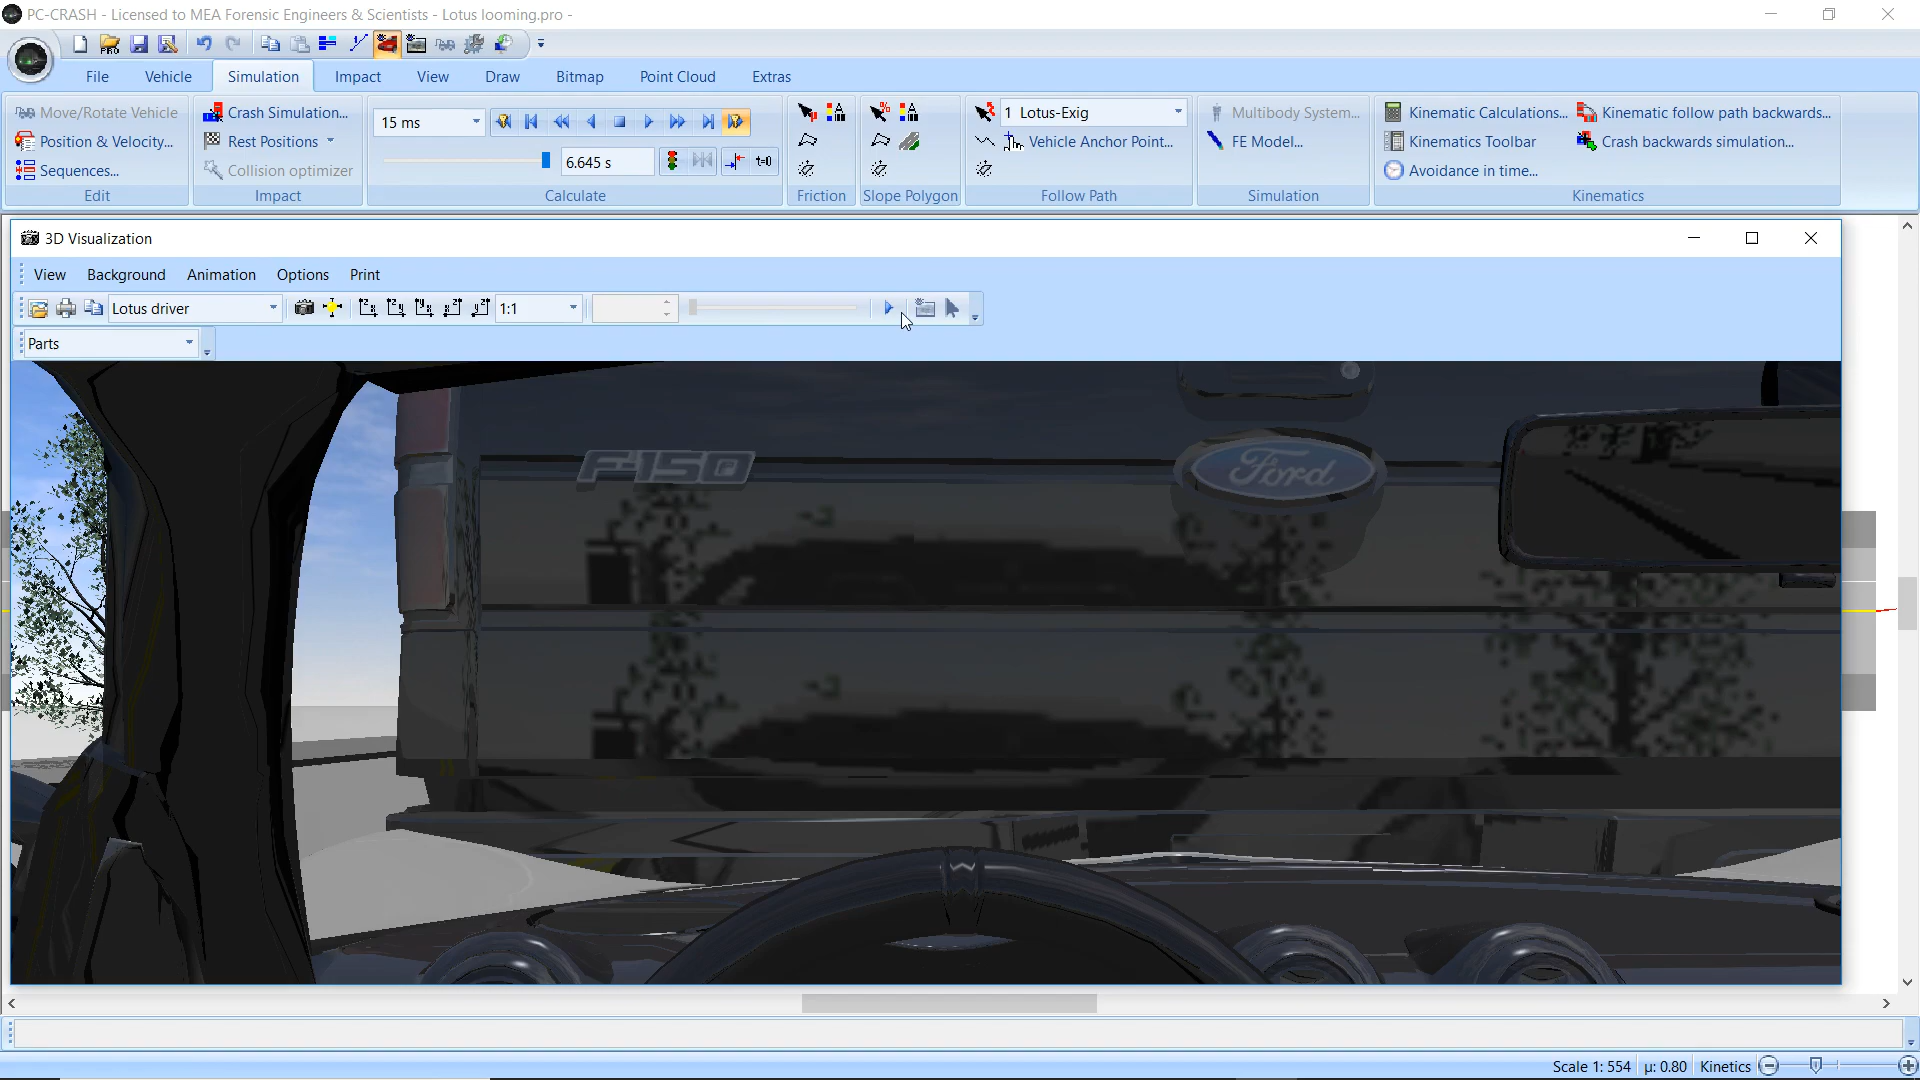 PC-CRASH - Licensed to MEA Forensic Engineers & Scientists - Lotus looming.pro -
PRO
File Vehicle Simulation Impact View Draw Bitmap Point Cloud Extras
Move/Rotate Vehicle
Position & Velocity...
Sequences...
Edit
Crash Simulation...
Rest Positions
Collision optimizer
Impact
15 ms
6.645 s
t=0
Calculate
Friction
Slope Polygon
1 Lotus-Exig
Vehicle Anchor Point...
Follow Path
Multibody System...
FE Model...
Simulation
Kinematic Calculations...
Kinematics Toolbar
Avoidance in time...
Kinematic follow path backwards...
Crash backwards simulation...
Kinematics
3D Visualization
View Background Animation Options Print
Lotus driver
1:1
Parts
F-150
Ford
Scale 1: 554 µ: 0.80 Kinetics